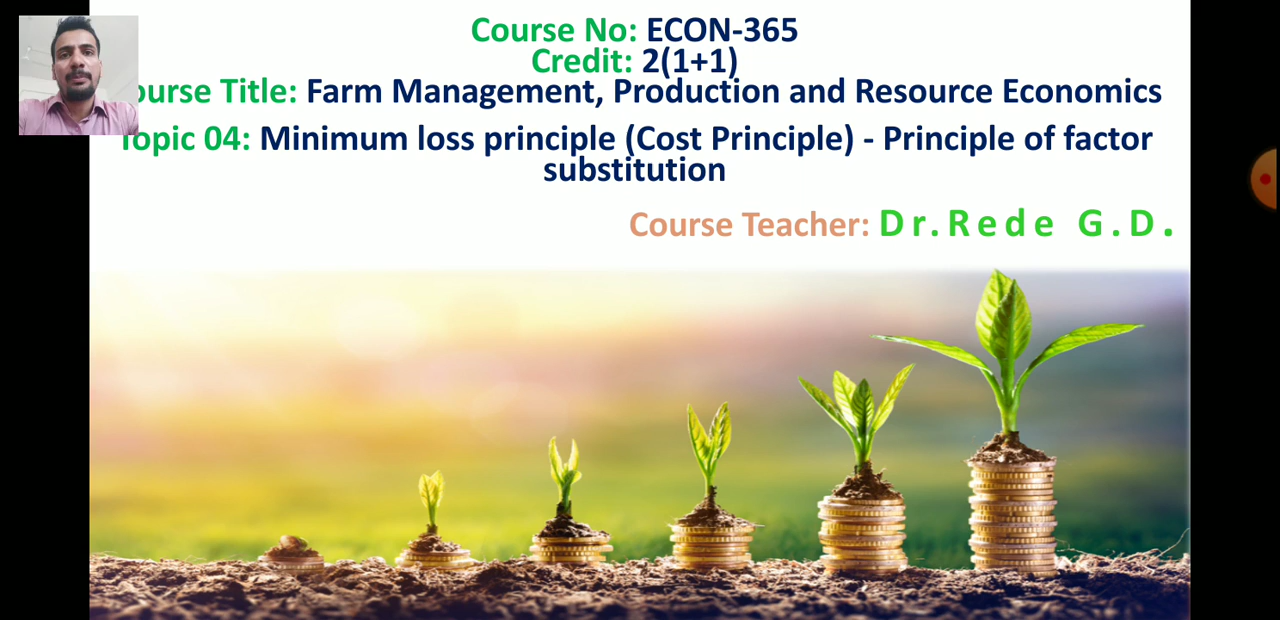 Course No: ECON-365
Credit: 2(1+1)
ourse Title: Farm Management, Production and Resource Economics
opic 04: Minimum loss principle (Cost Principle) - Principle of factor
substitution
Course Teacher: Dr.Rede G.D.